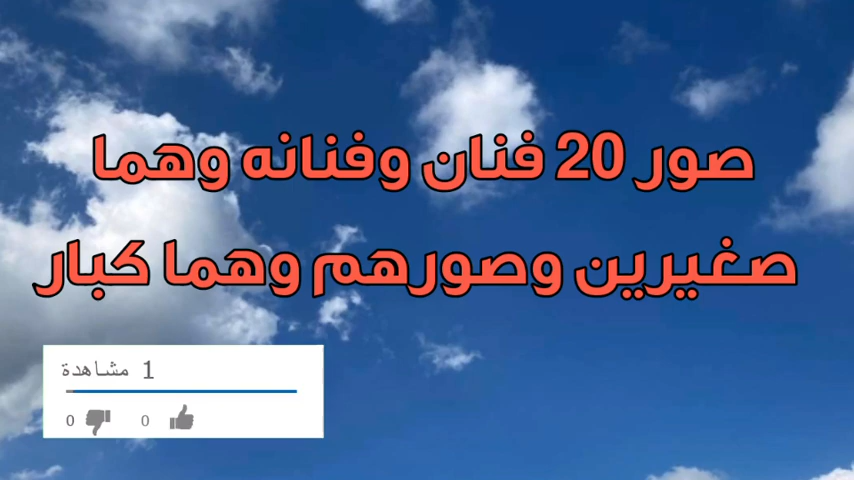 صور 20 فنان وفنانه وهما
صغيرين وصورهم وهما كبار
1 مشاهدة
0 0